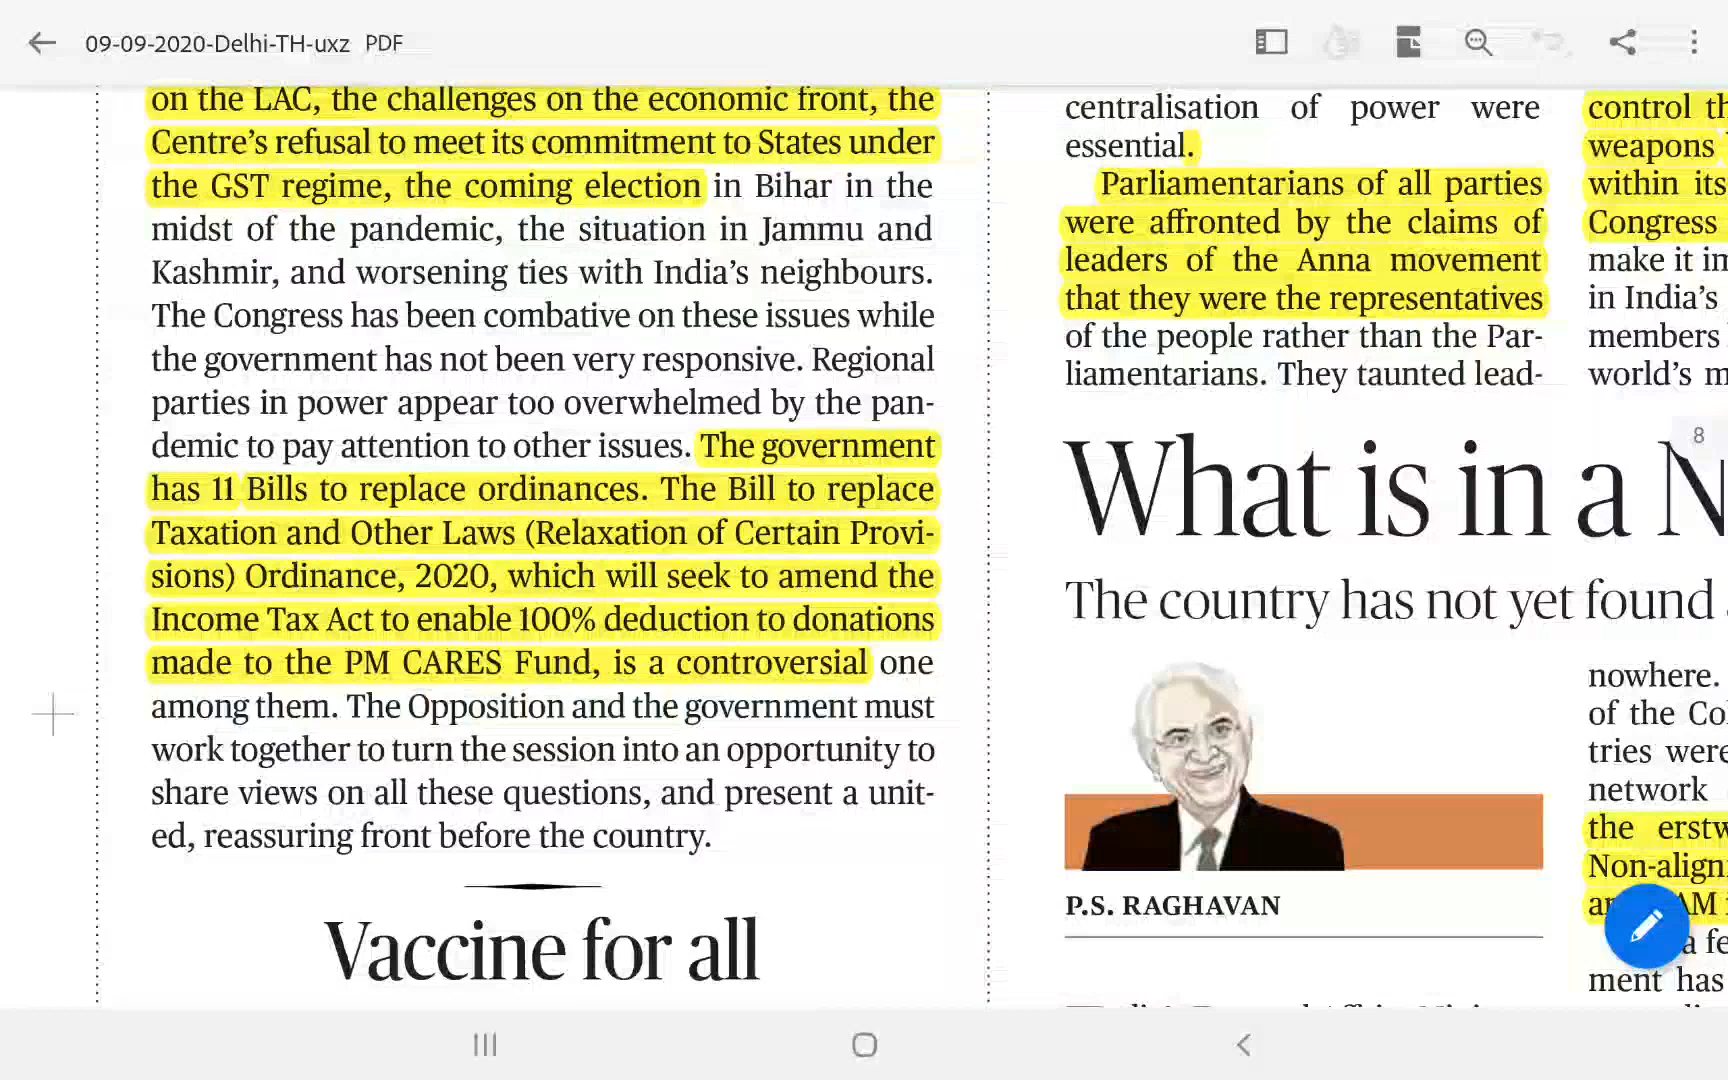 09-09-2020-Delhi-TH-uxz PDF
on the LAC, the challenges on the economic front, the
Centre’s refusal to meet its commitment to States under
the GST regime, the coming election in Bihar in the
midst of the pandemic, the situation in Jammu and
Kashmir, and worsening ties with India’s neighbours.
The Congress has been combative on these issues while
the government has not been very responsive. Regional
parties in power appear too overwhelmed by the pan-
demic to pay attention to other issues. The government
has 11 Bills to replace ordinances. The Bill to replace
Taxation and Other Laws (Relaxation of Certain Provi-
sions) Ordinance, 2020, which will seek to amend the
Income Tax Act to enable 100% deduction to donations
made to the PM CARES Fund, is a controversial one
among them. The Opposition and the government must
work together to turn the session into an opportunity to
share views on all these questions, and present a unit-
ed, reassuring front before the country.
Vaccine for all
centralisation of power were
essential.
Parliamentarians of all parties
were affronted by the claims of
leaders of the Anna movement
that they were the representatives
of the people rather than the Par-
liamentarians. They taunted lead-
What is in a N
The country has not yet found
P.S. RAGHAVAN
control th
weapons
within its
Congress
make it im
in India’s
members
world’s m
8
nowhere.
of the Co
tries were
network
the erstw
Non-align
AM
a fe
ment has